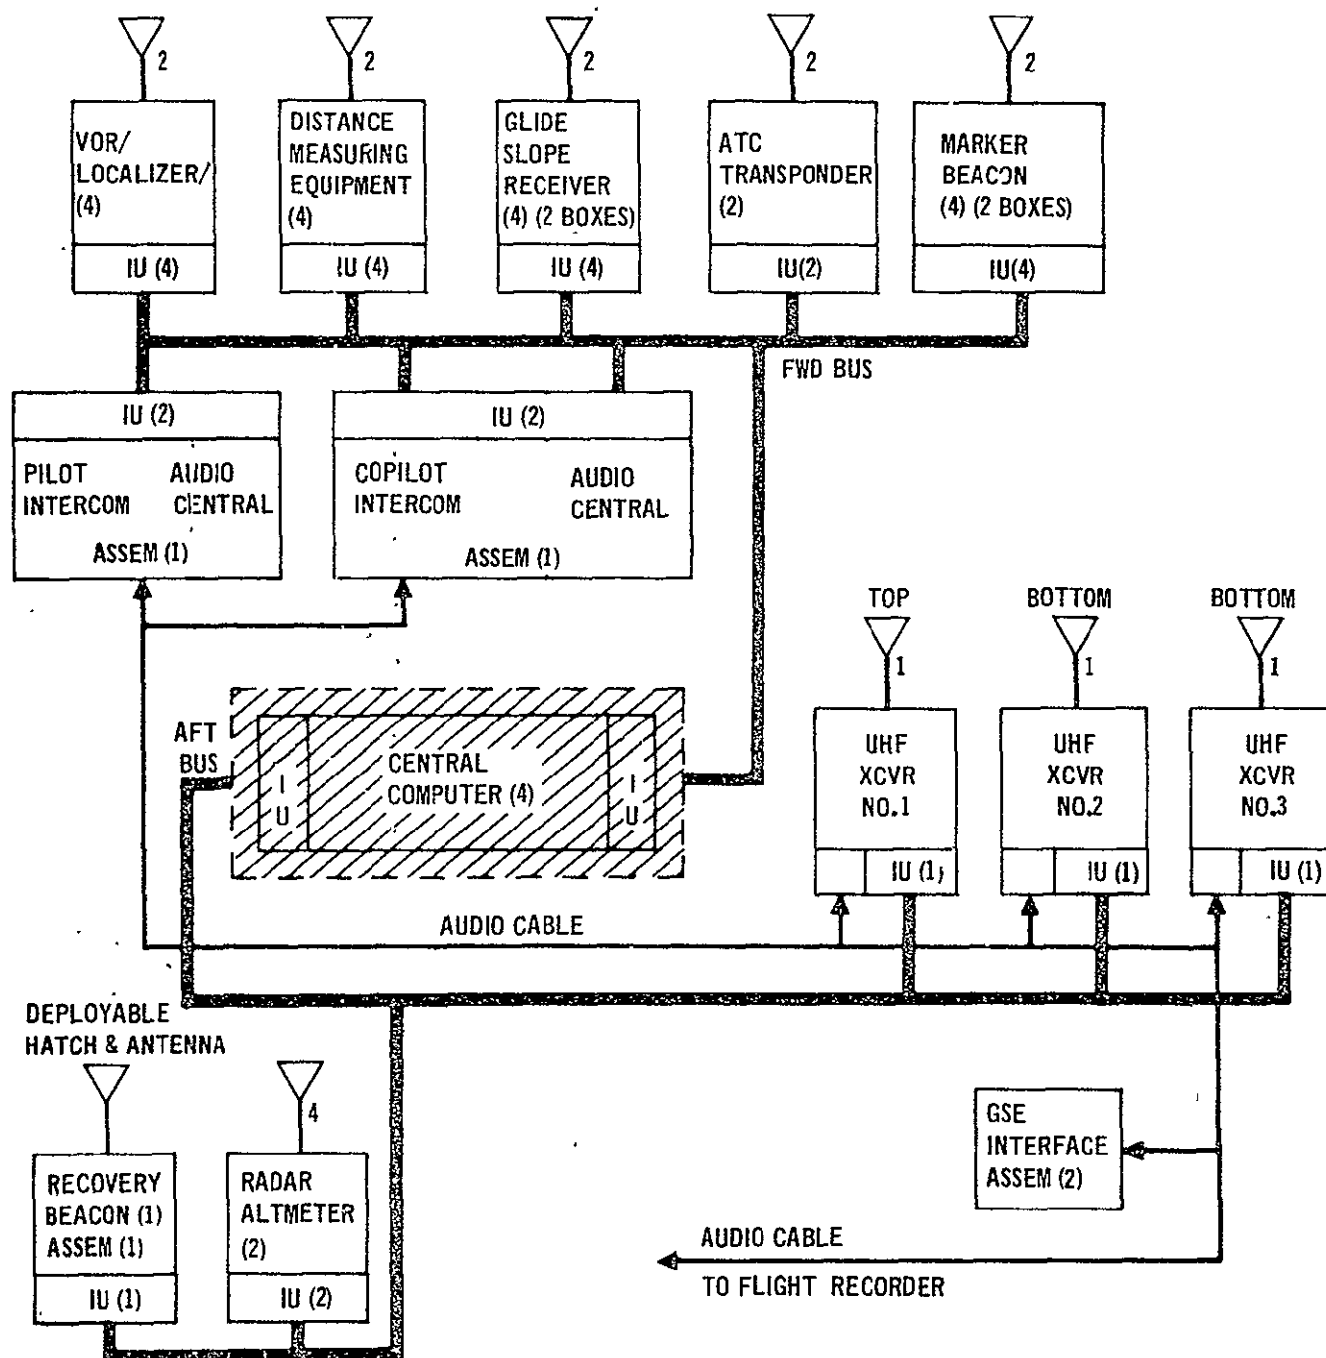 2
2
2
2
2
VOR/
LOCALIZER/
(4)
IU (4)
DISTANCE
MEASURING
EQUIPMENT
(4)
IU (4)
GLIDE
SLOPE
RECEIVER
(4) (2 BOXES)
IU (4)
ATC
TRANSPONDER
(2)
IU(2)
MARKER
BEACON
(4) (2 BOXES)
IU(4)
FWD BUS
IU (2)
PILOT AUDIO
INTERCOM CENTRAL
ASSEM (1)
IU (2)
COPILOT AUDIO
INTERCOM CENTRAL
ASSEM (1)
TOP
1
BOTTOM
1
BOTTOM
1
AFT
BUS
I
U
CENTRAL
COMPUTER (4)
I
U
UHF
XCVR
NO.1
IU (1)
UHF
XCVR
NO.2
IU (1)
UHF
XCVR
NO.3
IU (1)
AUDIO CABLE
DEPLOYABLE
HATCH & ANTENNA
4
RECOVERY
BEACON (1)
ASSEM (1)
IU (1)
RADAR
ALTMETER
(2)
IU (2)
GSE
INTERFACE
ASSEM (2)
AUDIO CABLE
TO FLIGHT RECORDER